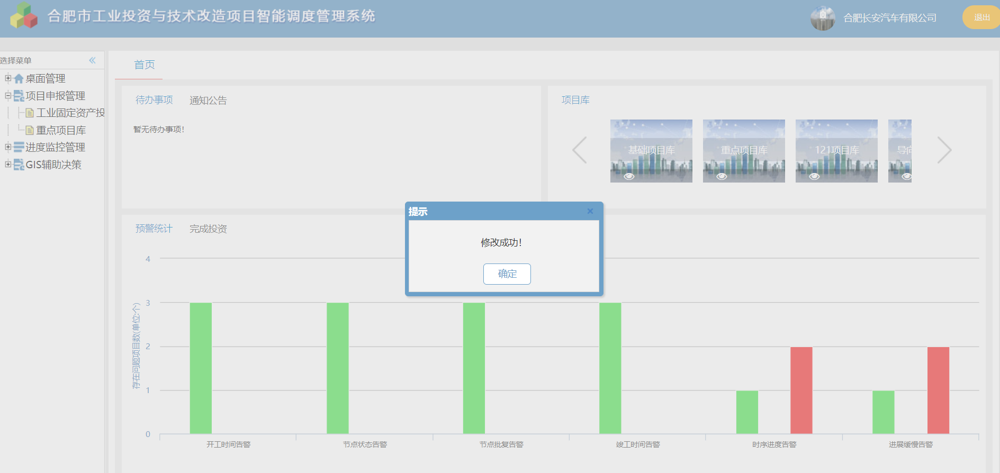 合肥市工业投资与技术改造项目智能调度管理系统
合肥长安汽车有限公司
退出
选择菜单
首页
桌面管理
项目申报管理
工业固定资产投
重点项目库
进度监控管理
GIS辅助决策
待办事项 通知公告
暂无待办事项!
项目库
基础项目库
重点项目库
121项目库
导向
提示
修改成功!
确定
预警统计 完成投资
存在问题项目数(单位:个)
4
3
2
1
0
开工时间告警
节点状态告警
节点批复告警
竣工时间告警
时序进度告警
进展缓慢告警